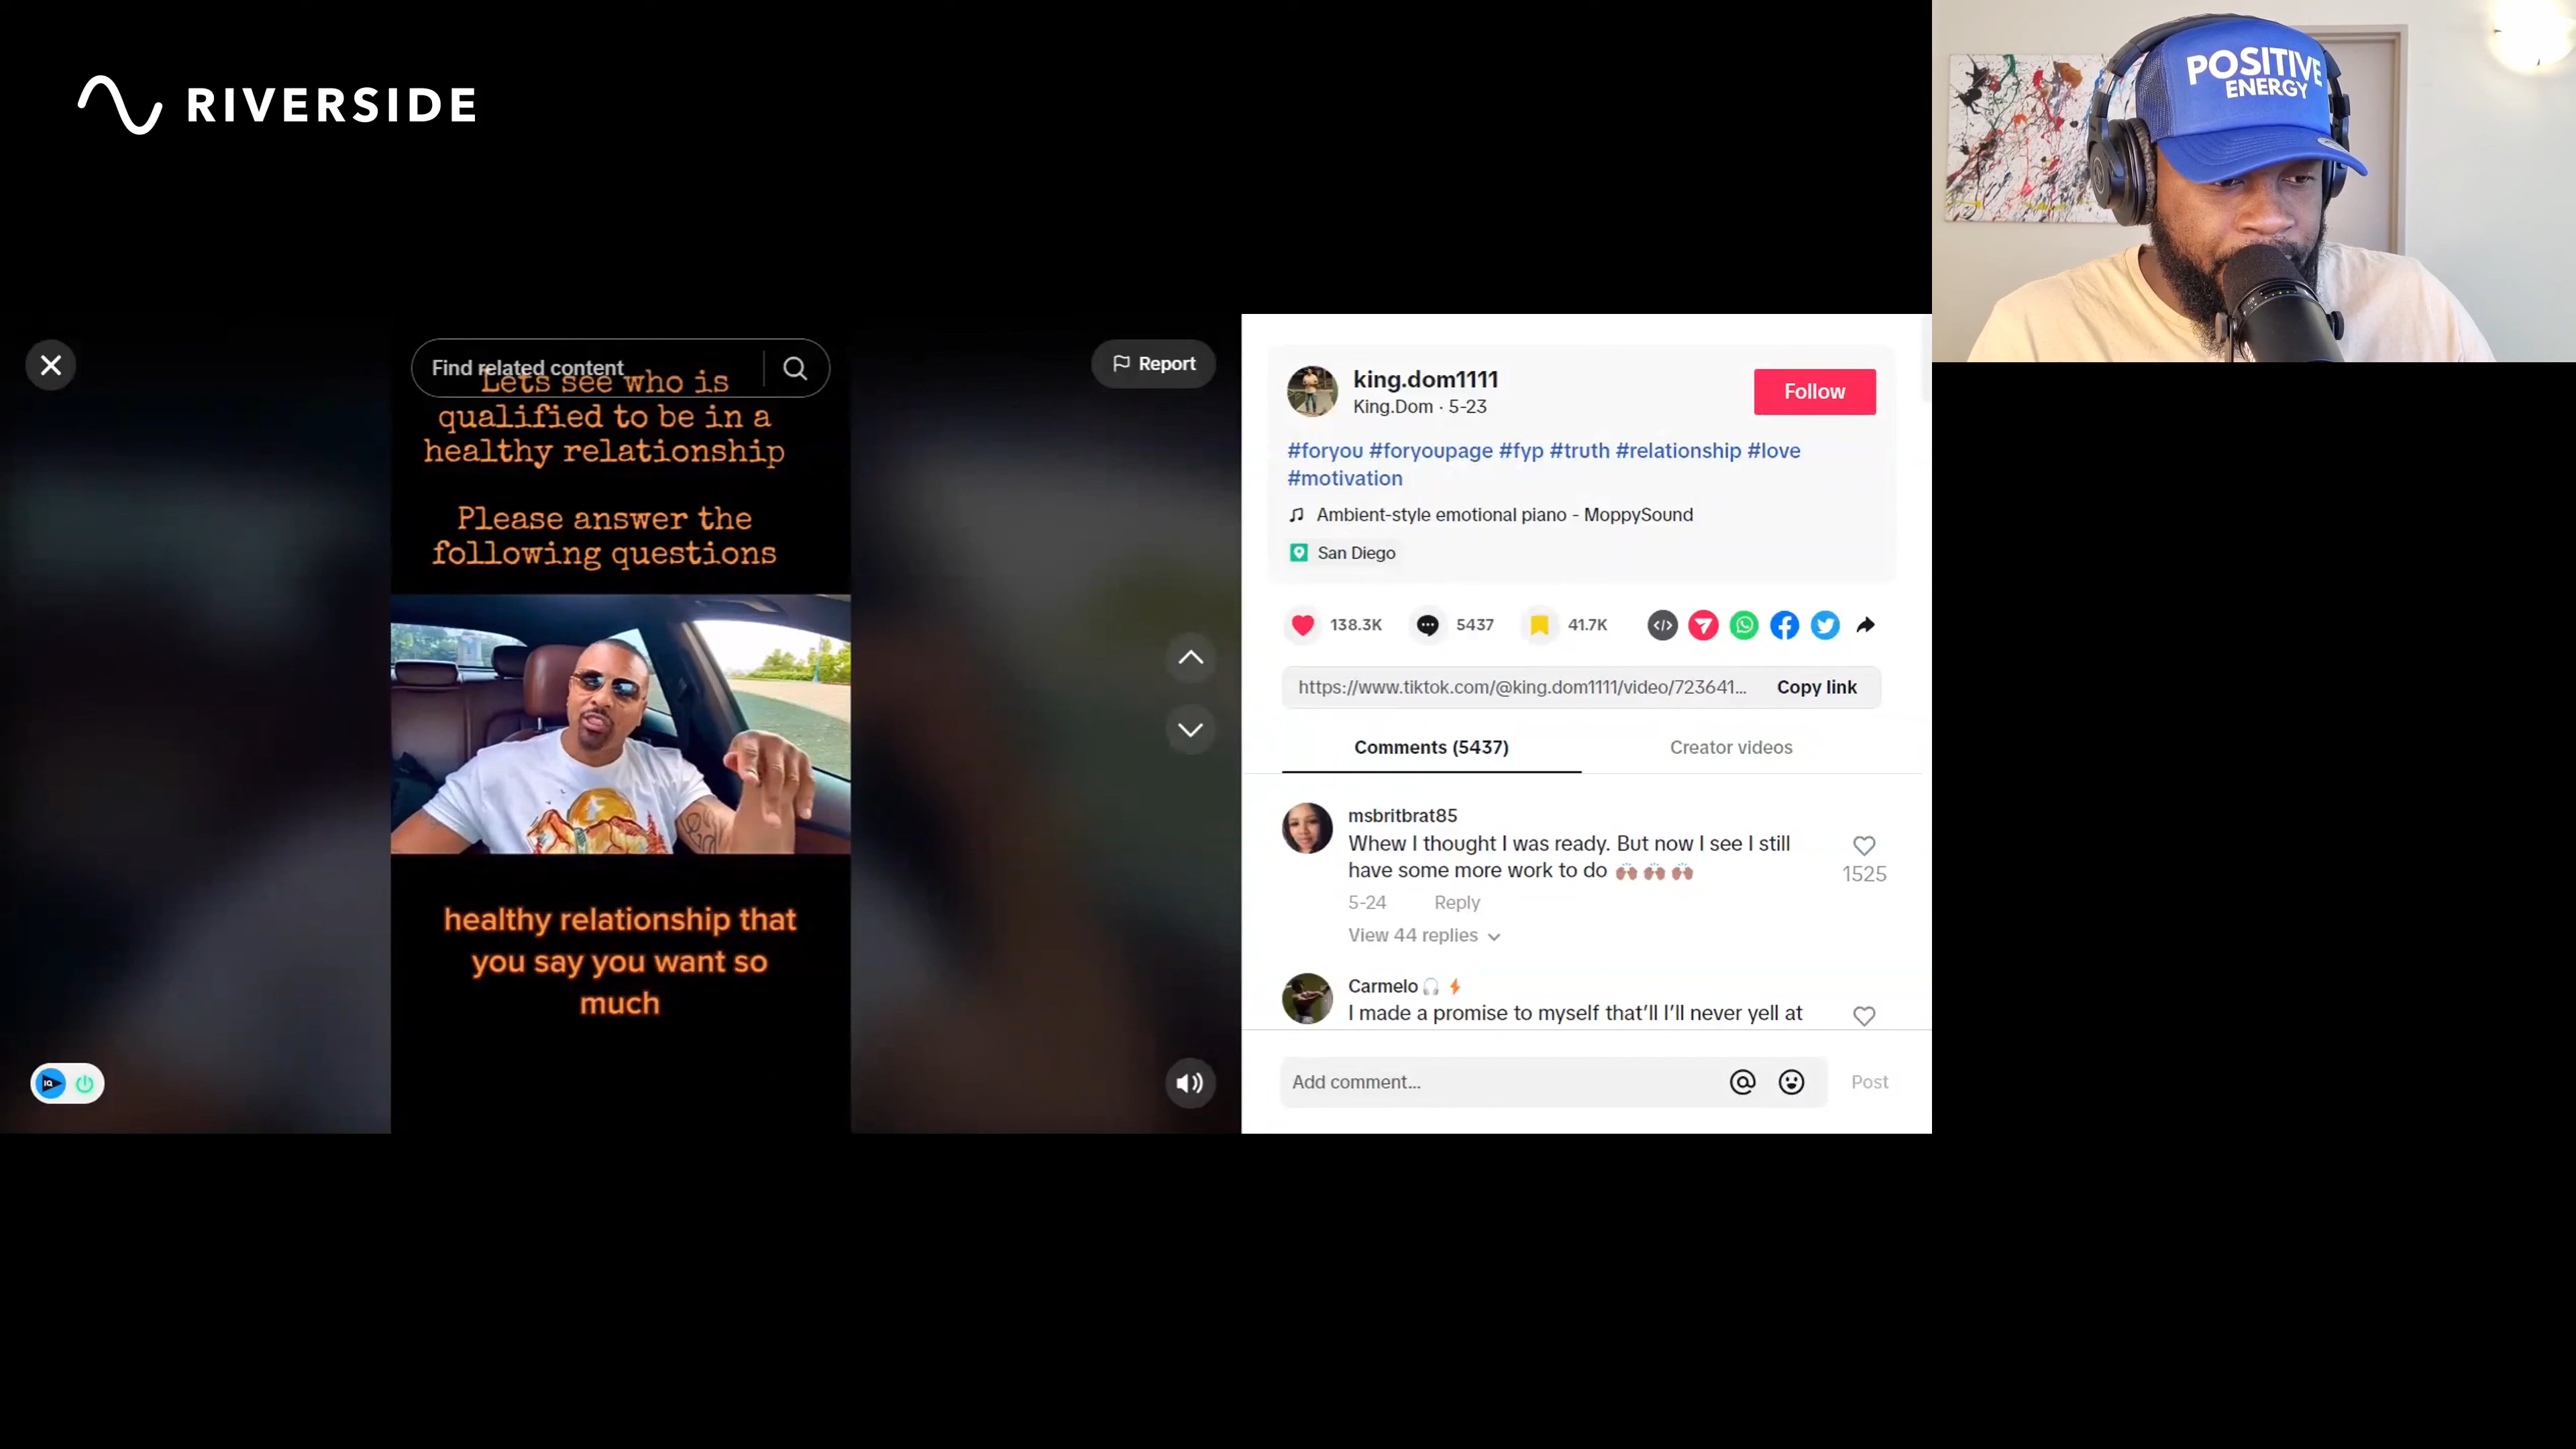 RIVERSIDE
POSITIVE
ENERGY
Find related content
Lets see who is
qualified to be in a
healthy relationship
Please answer the
following questions
healthy relationship that
you say you want so
much
Report
IQ
king.dom1111
King.Dom · 5-23
Follow
#foryou #foryoupage #fyp #truth #relationship #love
#motivation
Ambient-style emotional piano - MoppySound
San Diego
138.3K 5437 41.7K
https://www.tiktok.com/@king.dom1111/video/723641... Copy link
Comments (5437) Creator videos
msbritbrat85
Whew I thought I was ready. But now I see I still
have some more work to do 🙌🏽 🙌🏽 🙌🏽
1525
5-24 Reply
View 44 replies
Carmelo🎧⚡
I made a promise to myself that'll I'll never yell at
Add comment... Post